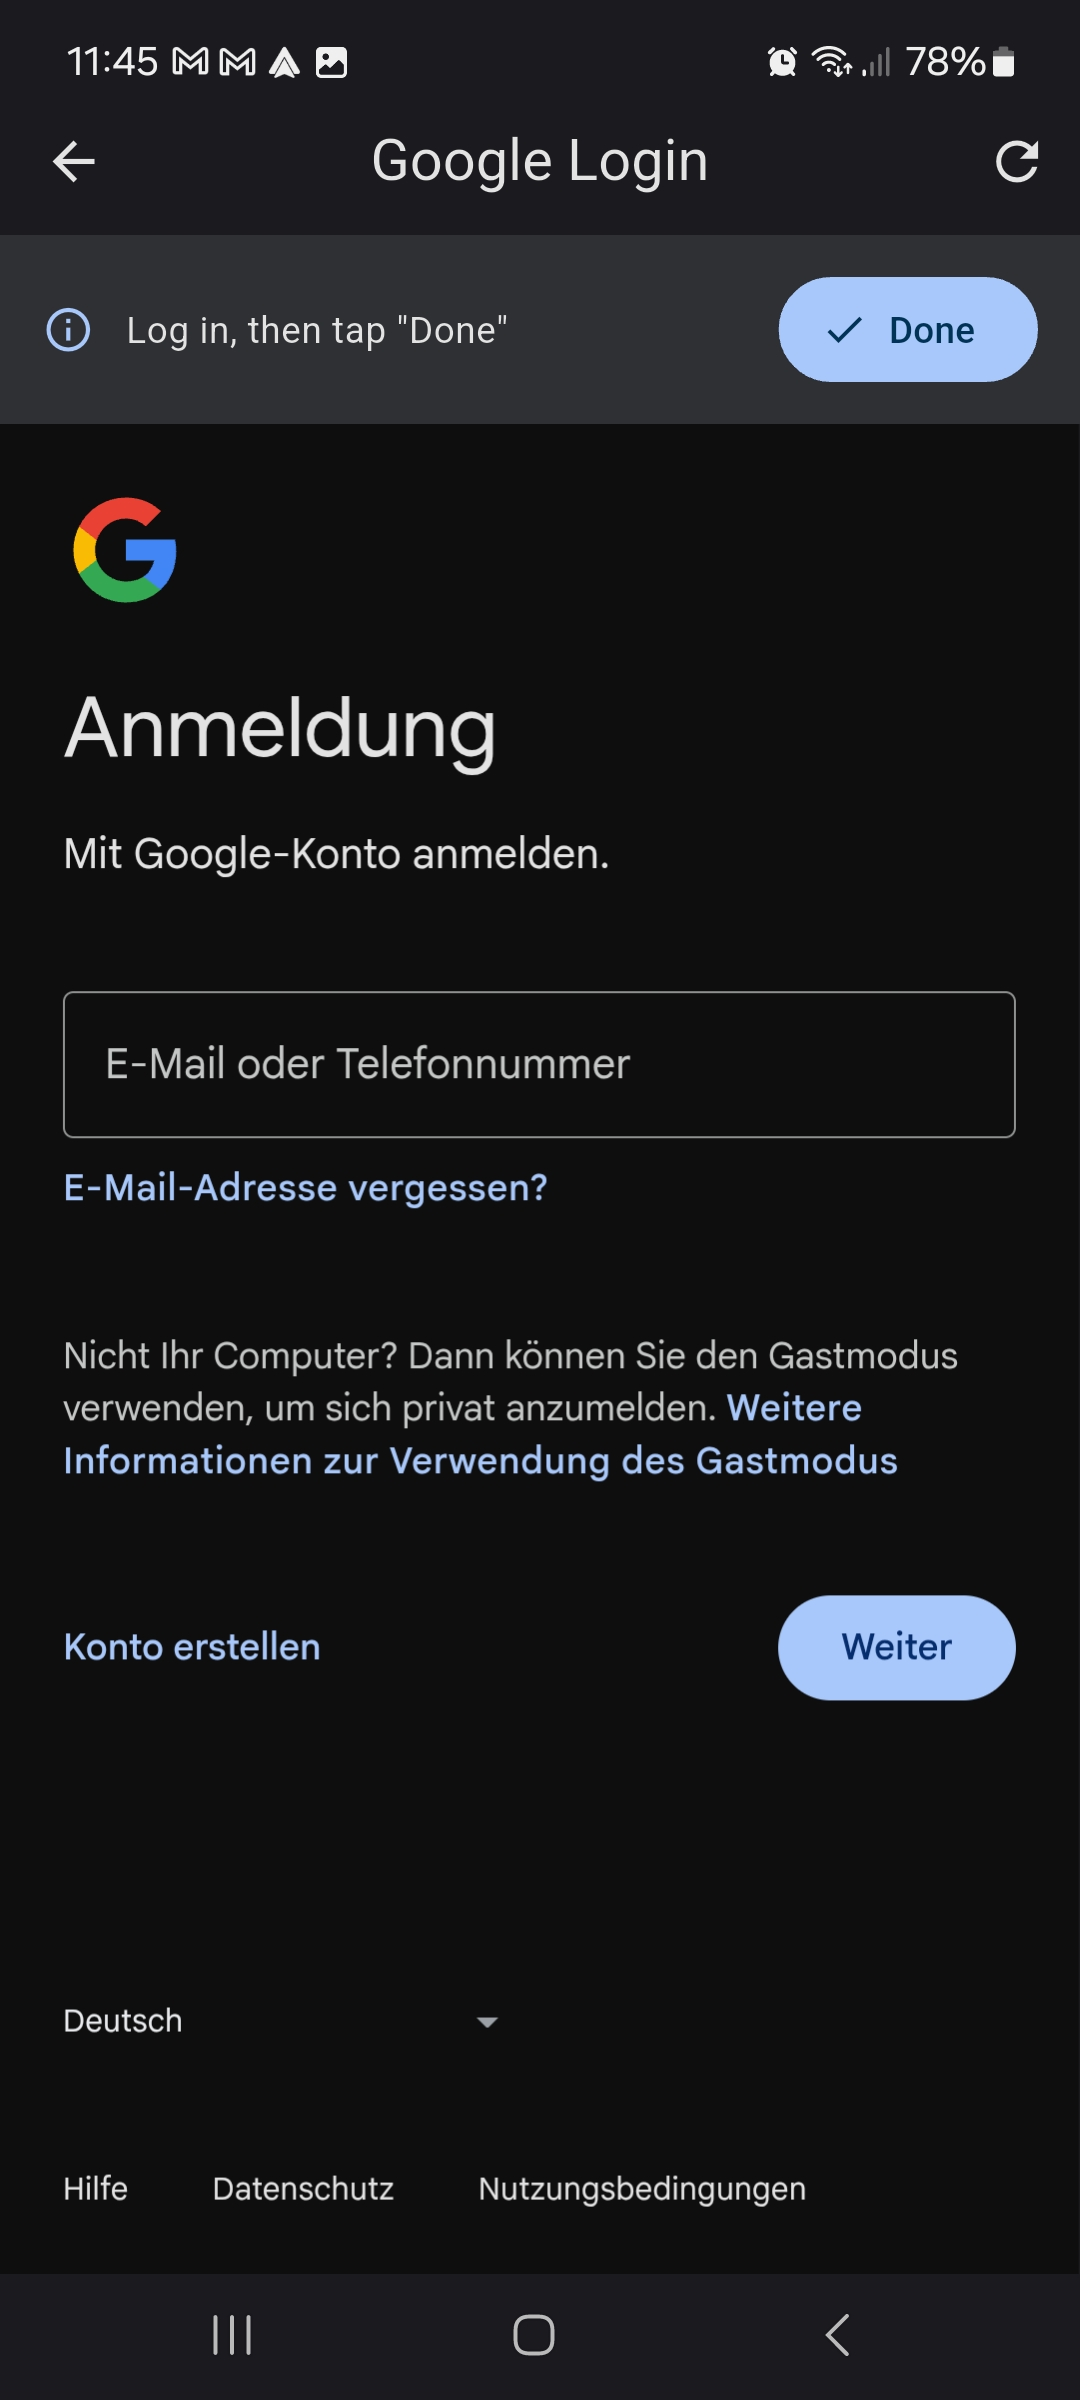 11:45
78%
Google Login
Log in, then tap "Done"
Done
Anmeldung
Mit Google-Konto anmelden.
E-Mail oder Telefonnummer
E-Mail-Adresse vergessen?
Nicht Ihr Computer? Dann können Sie den Gastmodus
verwenden, um sich privat anzumelden. Weitere
Informationen zur Verwendung des Gastmodus
Konto erstellen
Weiter
Deutsch
Hilfe
Datenschutz
Nutzungsbedingungen